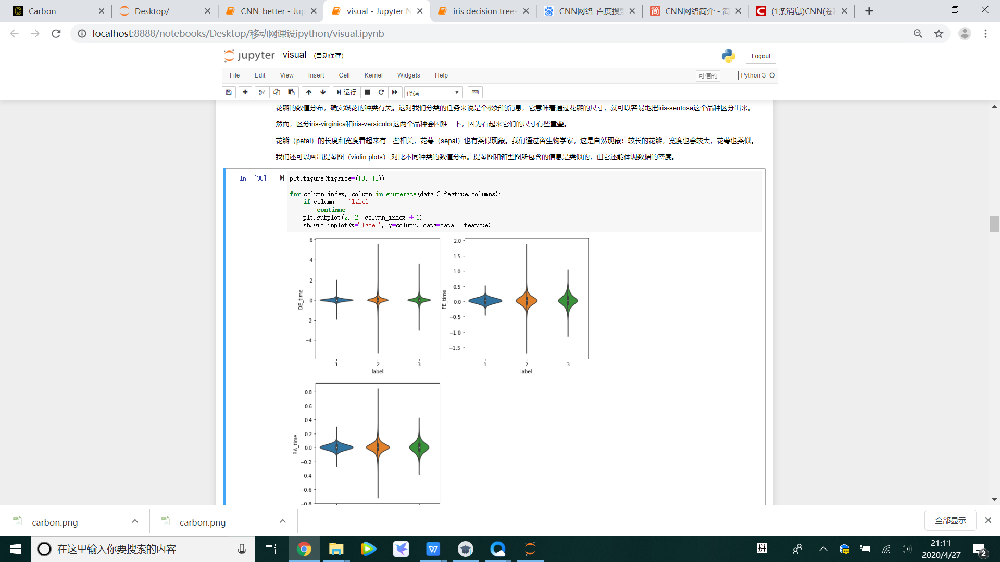 Carbon
Desktop/
CNN_better - Jup
visual - Jupyter N
iris decision tree-
CNN网络_百度搜
CNN网络简介 - 简
(1条消息)CNN(卷
localhost:8888/notebooks/Desktop/移动网课设ipython/visual.ipynb
jupyter visual (自动保存)
Logout
File Edit View Insert Cell Kernel Widgets Help
可信的
Python 3
运行
代码
花瓣的数值分布，确实跟花的种类有关。这对我们分类的任务来说是个极好的消息，它意味着通过花瓣的尺寸，就可以容易地把iris-sentosa这个品种区分出来。
然而，区分iris-virginica和iris-versicolor这两个品种会困难一下，因为看起来它们的尺寸有些重叠。
花瓣（petal）的长度和宽度看起来有一些相关，花萼（sepal）也有类似现象。我们通过咨生物学家，这是自然现象：较长的花瓣，宽度也会较大，花萼也类似。
我们还可以画出提琴图（violin plots）,对比不同种类的数值分布。提琴图和箱型图所包含的信息是类似的，但它还能体现数据的密度。
In [38]:
plt.figure(figsize=(10, 10))
for column_index, column in enumerate(data_3_featrue.columns):
if column == 'label':
continue
plt.subplot(2, 2, column_index + 1)
sb.violinplot(x='label', y=column, data=data_3_featrue)
6
4
2
0
−2
−4
DE_time
1 2 3
label
2.0
1.5
1.0
0.5
0.0
−0.5
−1.0
−1.5
FE_time
1 2 3
label
0.8
0.6
0.4
0.2
0.0
−0.2
−0.4
−0.6
−0.8
BA_time
carbon.png
carbon.png
全部显示
在这里输入你要搜索的内容
拼
21:11
2020/4/27
2